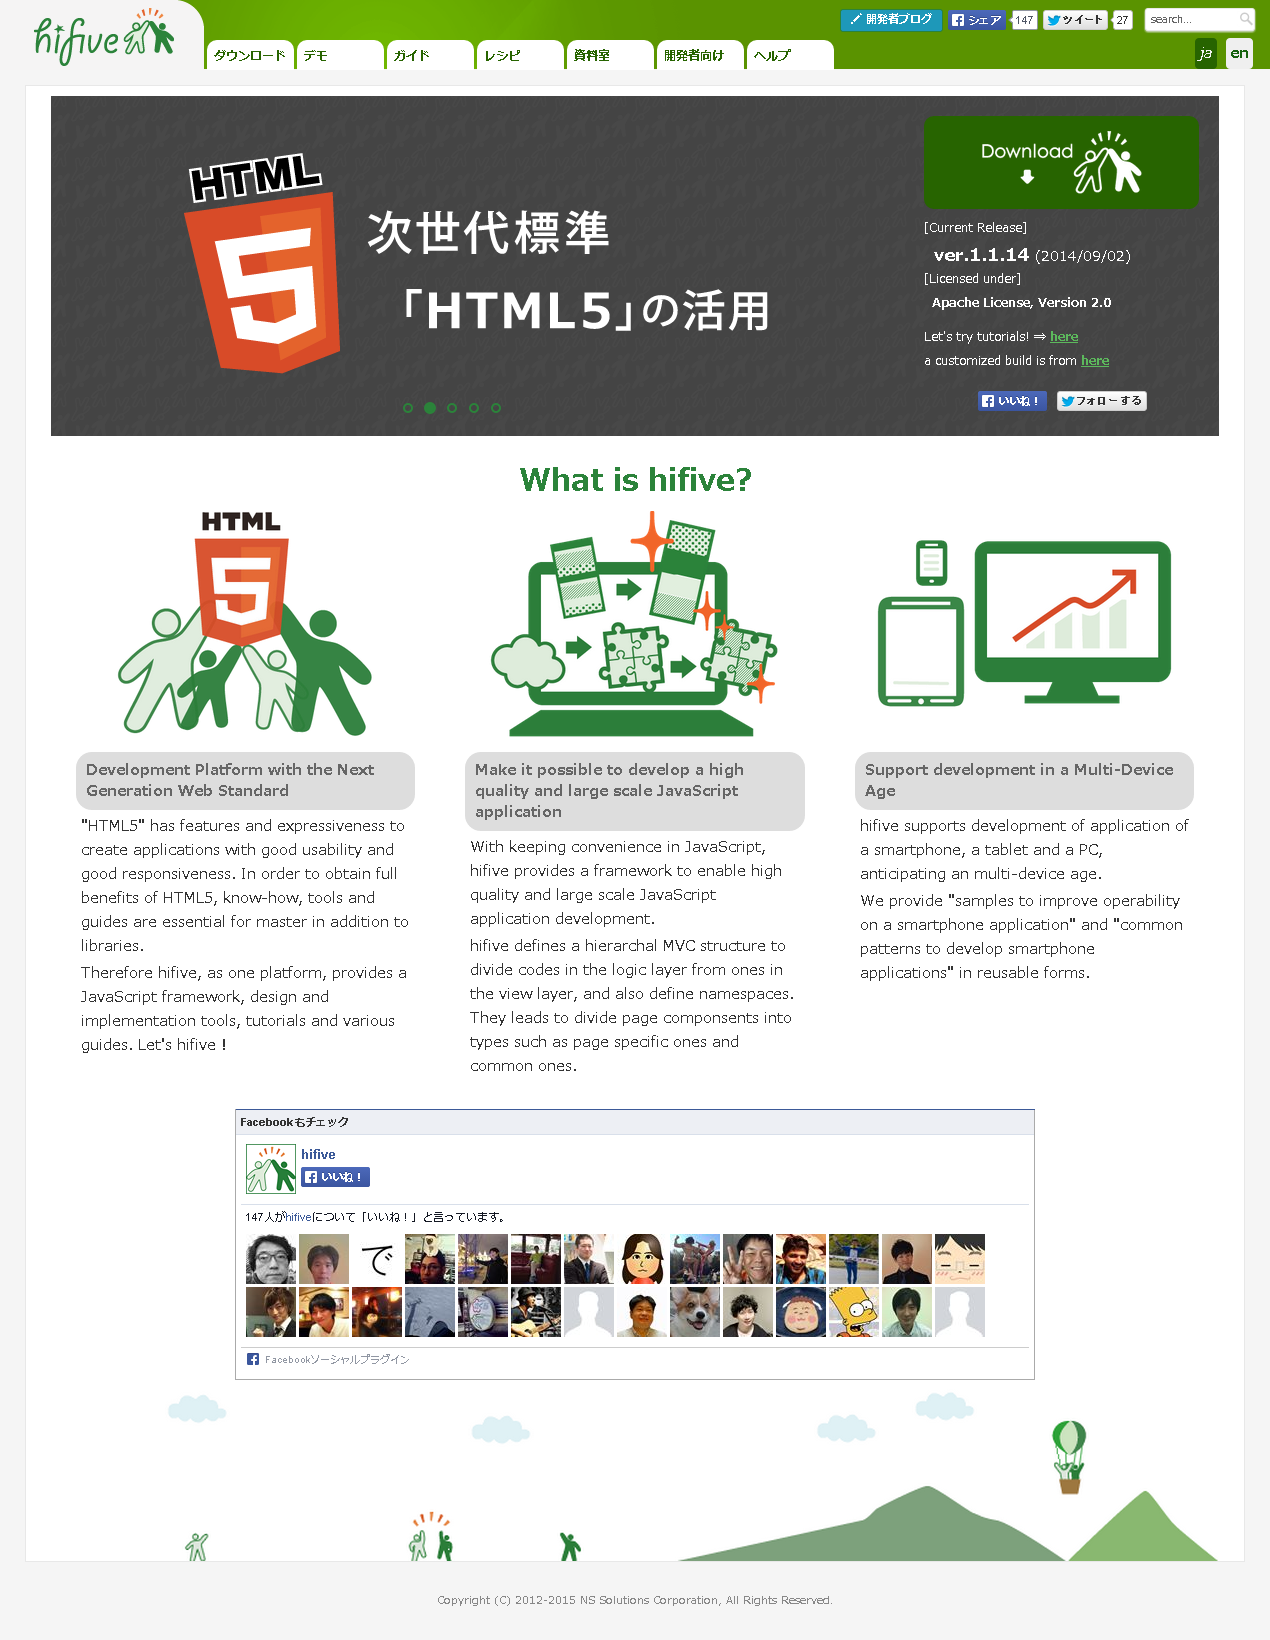 hifive
開発者ブログ
シェア
147
ツイート
27
search...
ダウンロード
デモ
ガイド
レシピ
資料室
開発者向け
ヘルプ
ja
en
HTML
5
次世代標準
「HTML5」の活用
Download
[Current Release]
ver.1.1.14 (2014/09/02)
[Licensed under]
Apache License, Version 2.0
Let's try tutorials! ⇒ here
a customized build is from here
いいね！
フォローする
What is hifive?
HTML
5
Development Platform with the Next
Generation Web Standard
"HTML5" has features and expressiveness to
create applications with good usability and
good responsiveness. In order to obtain full
benefits of HTML5, know-how, tools and
guides are essential for master in addition to
libraries.
Therefore hifive, as one platform, provides a
JavaScript framework, design and
implementation tools, tutorials and various
guides. Let's hifive !
Make it possible to develop a high
quality and large scale JavaScript
application
With keeping convenience in JavaScript,
hifive provides a framework to enable high
quality and large scale JavaScript
application development.
hifive defines a hierarchal MVC structure to
divide codes in the logic layer from ones in
the view layer, and also define namespaces.
They leads to divide page componsents into
types such as page specific ones and
common ones.
Support development in a Multi-Device
Age
hifive supports development of application of
a smartphone, a tablet and a PC,
anticipating an multi-device age.
We provide "samples to improve operability
on a smartphone application" and "common
patterns to develop smartphone
applications" in reusable forms.
Facebookもチェック
hifive
いいね！
147人がhifiveについて「いいね！」と言っています。
で
Facebookソーシャルプラグイン
Copyright (C) 2012-2015 NS Solutions Corporation, All Rights Reserved.